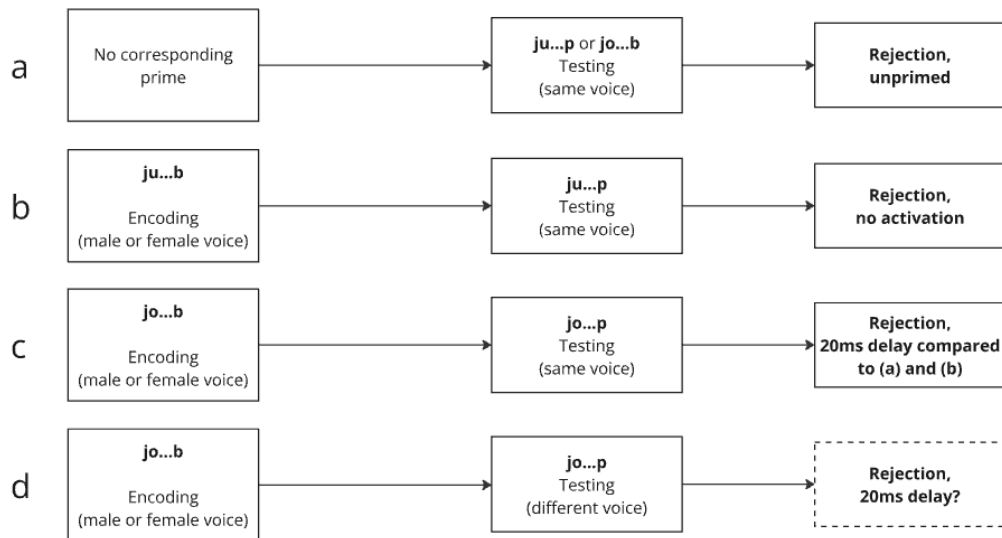 a
No corresponding
prime
ju...p or jo...b
Testing
(same voice)
Rejection,
unprimed
b
ju...b
Encoding
(male or female voice)
ju...p
Testing
(same voice)
Rejection,
no activation
c
jo...b
Encoding
(male or female voice)
jo...p
Testing
(same voice)
Rejection,
20ms delay compared
to (a) and (b)
d
jo...b
Encoding
(male or female voice)
jo...p
Testing
(different voice)
Rejection,
20ms delay?